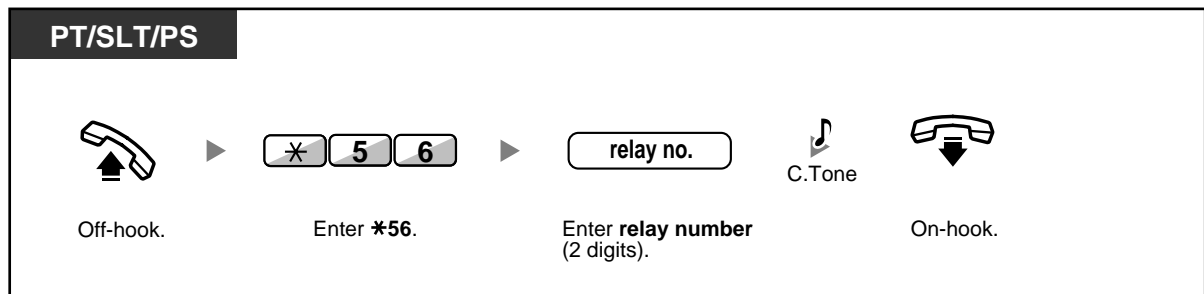 PT/SLT/PS
* 5 6
relay no.
C.Tone
Off-hook.
Enter *56.
Enter relay number
(2 digits).
On-hook.